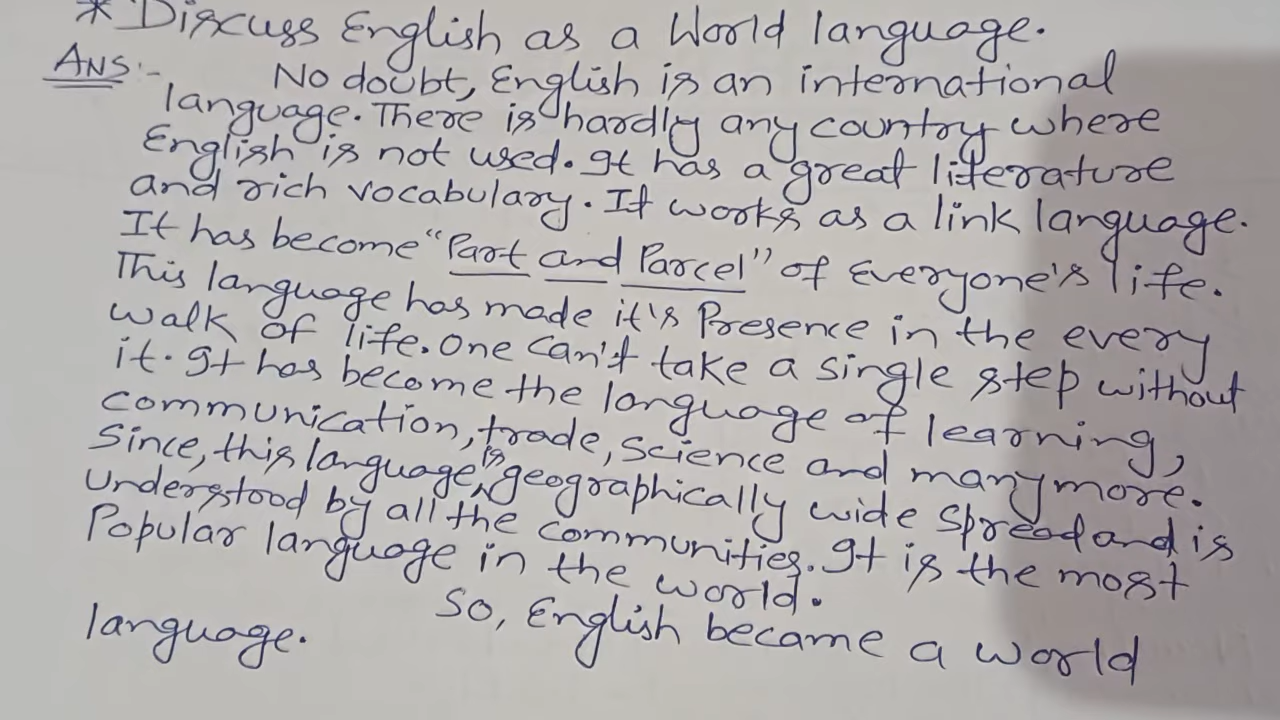 * Discuss English as a World language.
Ans:- No doubt, English is an international
language. There is hardly any country where
English is not used. It has a great literature
and rich vocabulary. It works as a link language.
It has become "Part and Parcel" of Everyone's life.
This language has made it's Presence in the every
walk of life. One can't take a single step without
it. It has become the language of learning,
communication, trade, science and many more.
Since, this language is geographically wide spread and is
understood by all the communities. It is the most
Popular language in the world.
So, English became a world
language.